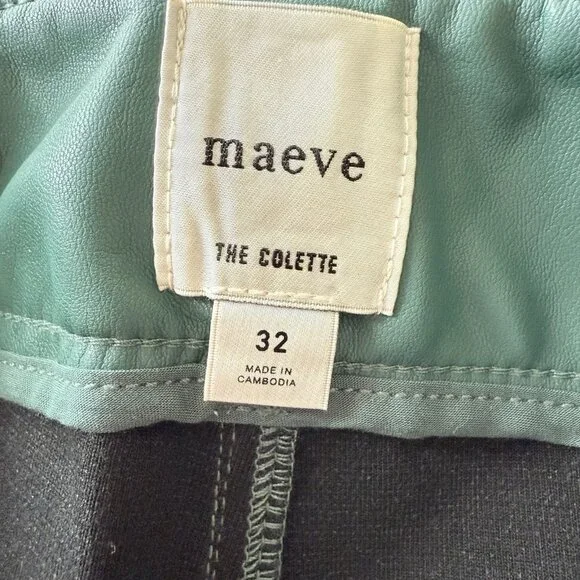 maeve
THE COLETTE
32
MADE IN
CAMBODIA